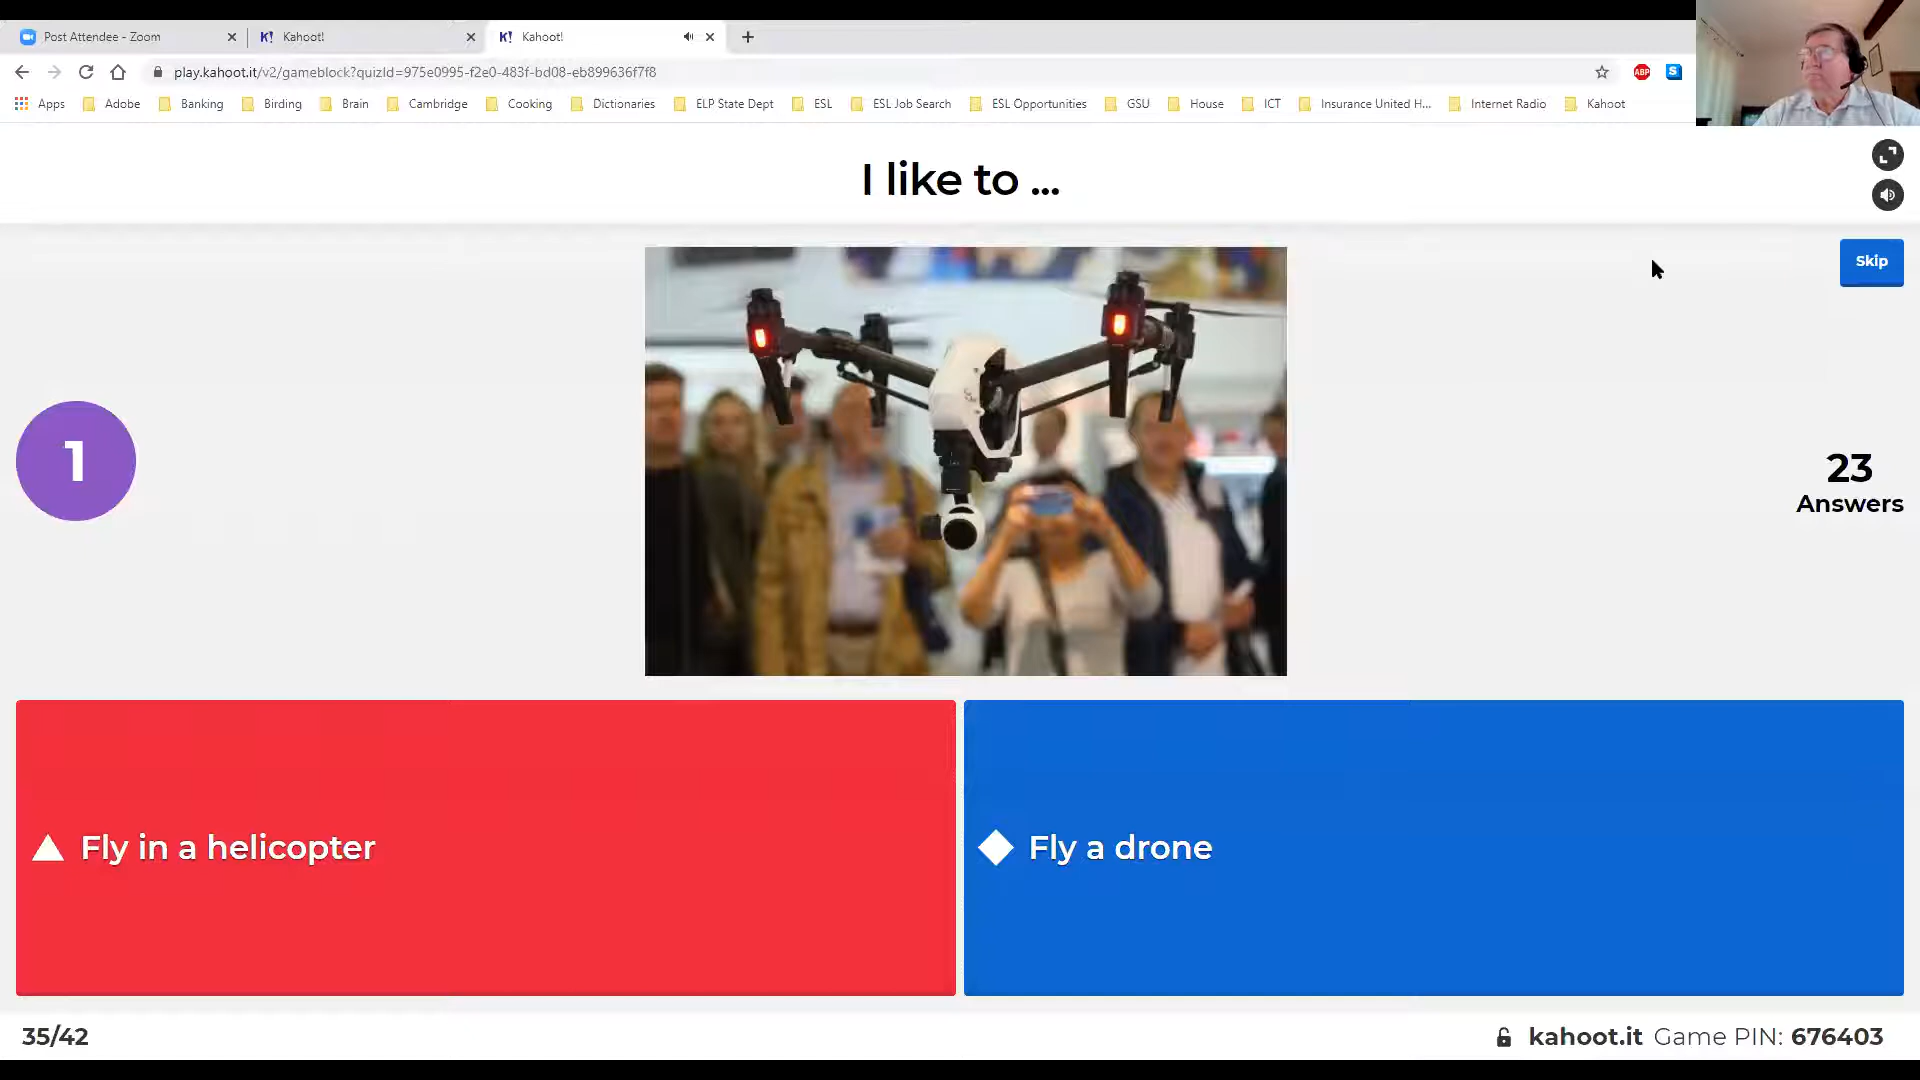 Post Attendee - Zoom
K! Kahoot!
K! Kahoot!
play.kahoot.it/v2/gameblock?quizId=975e0995-f2e0-483f-bd08-eb899636f7f8
ABP
S
Apps Adobe Banking Birding Brain Cambridge Cooking Dictionaries ELP State Dept ESL ESL Job Search ESL Opportunities GSU House ICT Insurance United H... Internet Radio Kahoot
I like to ...
Skip
1
23
Answers
Fly in a helicopter
Fly a drone
35/42
kahoot.it Game PIN: 676403